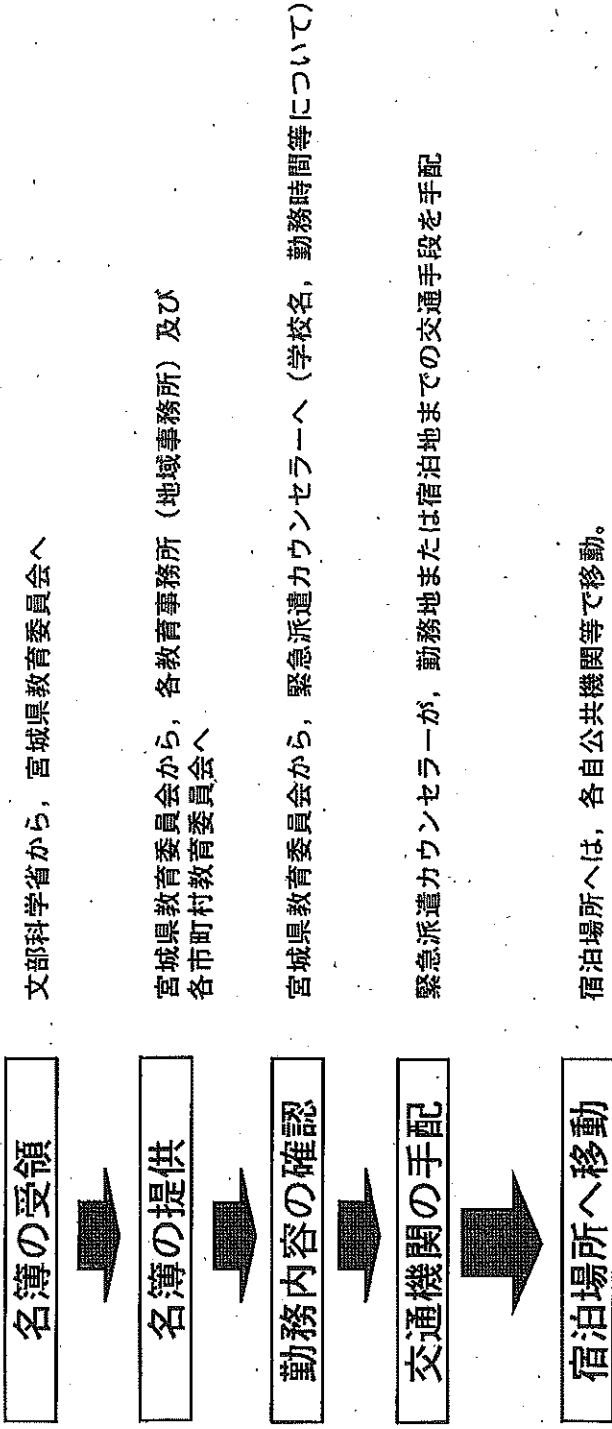 名簿の受領
文部科学省から，宮城県教育委員会へ
名簿の提供
宮城県教育委員会から，各教育事務所（地域事務所）及び
各市町村教育委員会へ
勤務内容の確認
宮城県教育委員会から，緊急派遣カウンセラーへ（学校名，勤務時間等について）
交通機関の手配
緊急派遣カウンセラーが，勤務地または宿泊地までの交通手段を手配
宿泊場所へ移動
宿泊場所へは，各自公共機関等で移動。